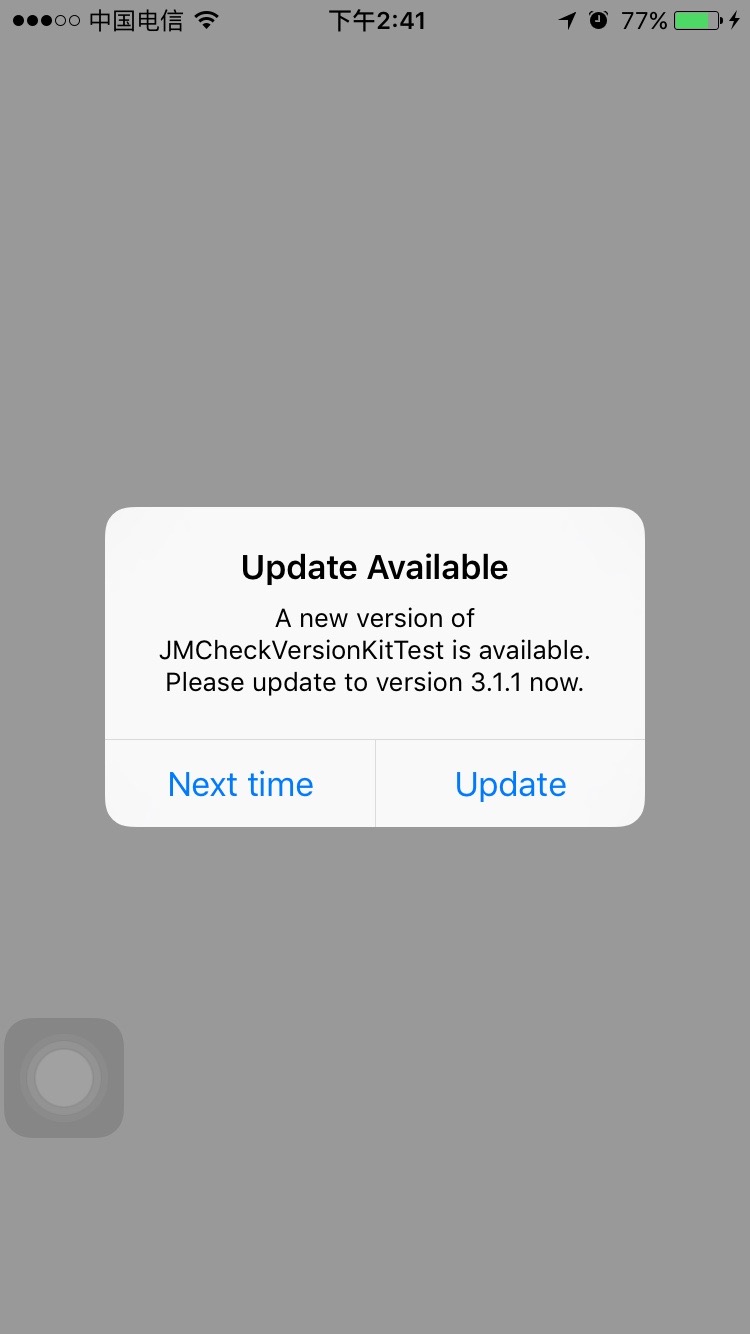 中国电信 下午2:41 77%
Update Available
A new version of
JMCheckVersionKitTest is available.
Please update to version 3.1.1 now.
Next time Update